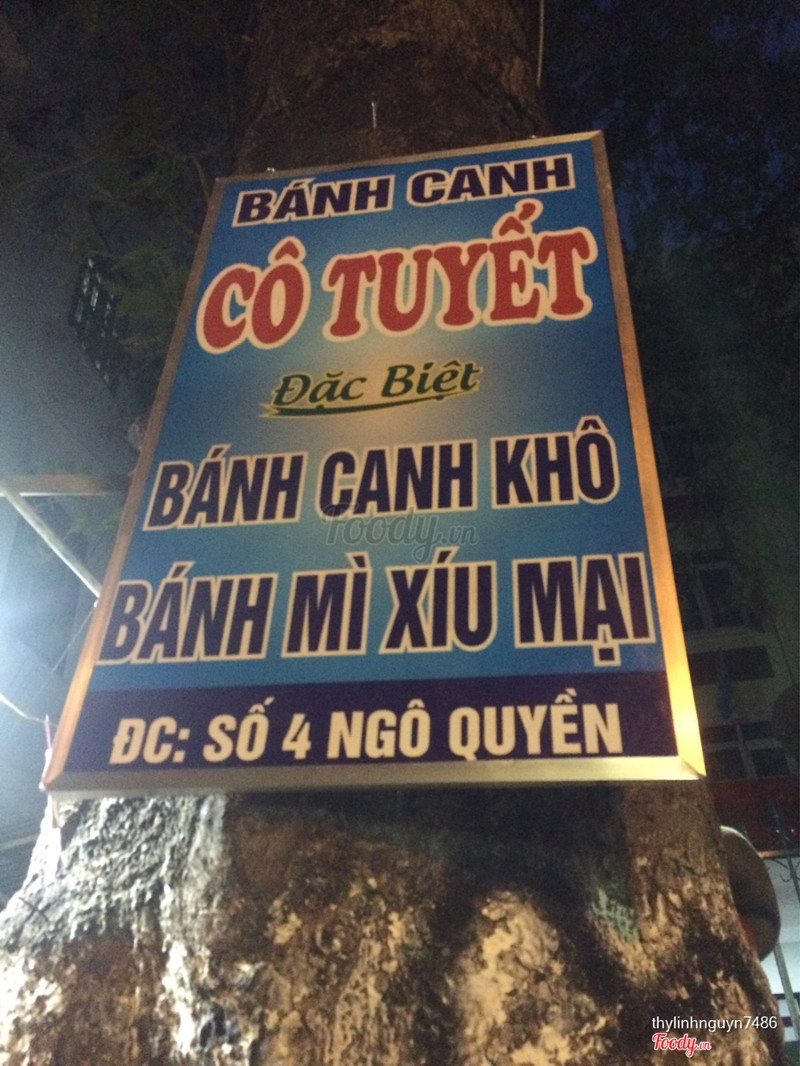 BÁNH CANH
CÔ TUYẾT
Đặc Biệt
BÁNH CANH KHÔ
Foody.vn
BÁNH MÌ XÍU MẠI
ĐC: SỐ 4 NGÔ QUYỀN
thylinhnguyn7486
Foody.vn